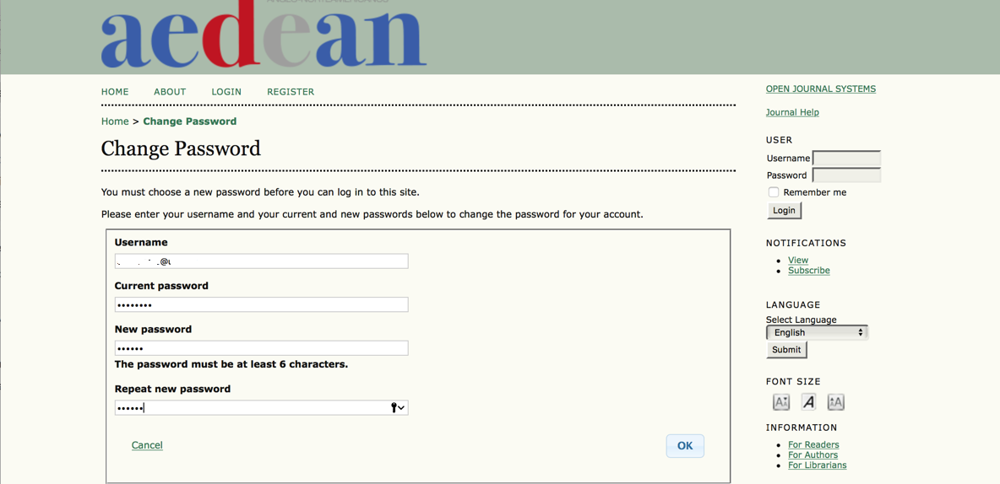 aedean
HOME ABOUT LOGIN REGISTER
Home > Change Password
Change Password
You must choose a new password before you can log in to this site.
Please enter your username and your current and new passwords below to change the password for your account.
Username
Current password
••••••••
New password
••••••
The password must be at least 6 characters.
Repeat new password
••••••
Cancel
OK
OPEN JOURNAL SYSTEMS
Journal Help
USER
Username
Password
Remember me
Login
NOTIFICATIONS
• View
• Subscribe
LANGUAGE
Select Language
English
Submit
FONT SIZE
A A A
INFORMATION
• For Readers
• For Authors
• For Librarians